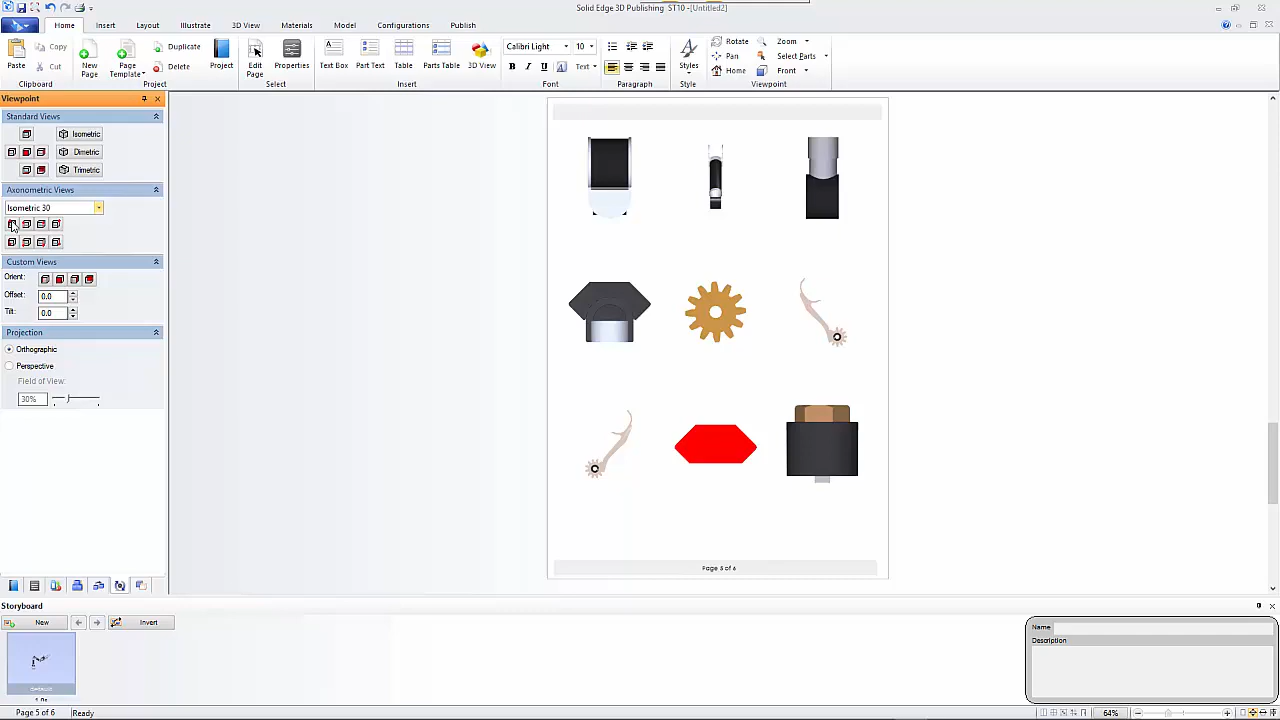 Solid Edge 3D Publishing ST10 - [Untitled2]
Home Insert Layout Illustrate 3D View Materials Model Configurations Publish
Paste
Copy
Cut
Clipboard
New Page
Page Template
Duplicate
Delete
Project
Project
Edit Page
Properties
Select
Text Box
Part Text
Table
Parts Table
3D View
Insert
Calibri Light 10
B I U Text
Font
Paragraph
Styles
Style
Rotate
Pan
Home
Zoom
Select Parts
Front
Viewpoint
Viewpoint
Standard Views
Isometric
Dimetric
Trimetric
Axonometric Views
Isometric 30
Custom Views
Orient:
Offset: 0.0
Tilt: 0.0
Projection
Orthographic
Perspective
Field of View:
30%
Page 5 of 6
Storyboard
New
Invert
Name
Description
Page 5 of 6 Ready
64%